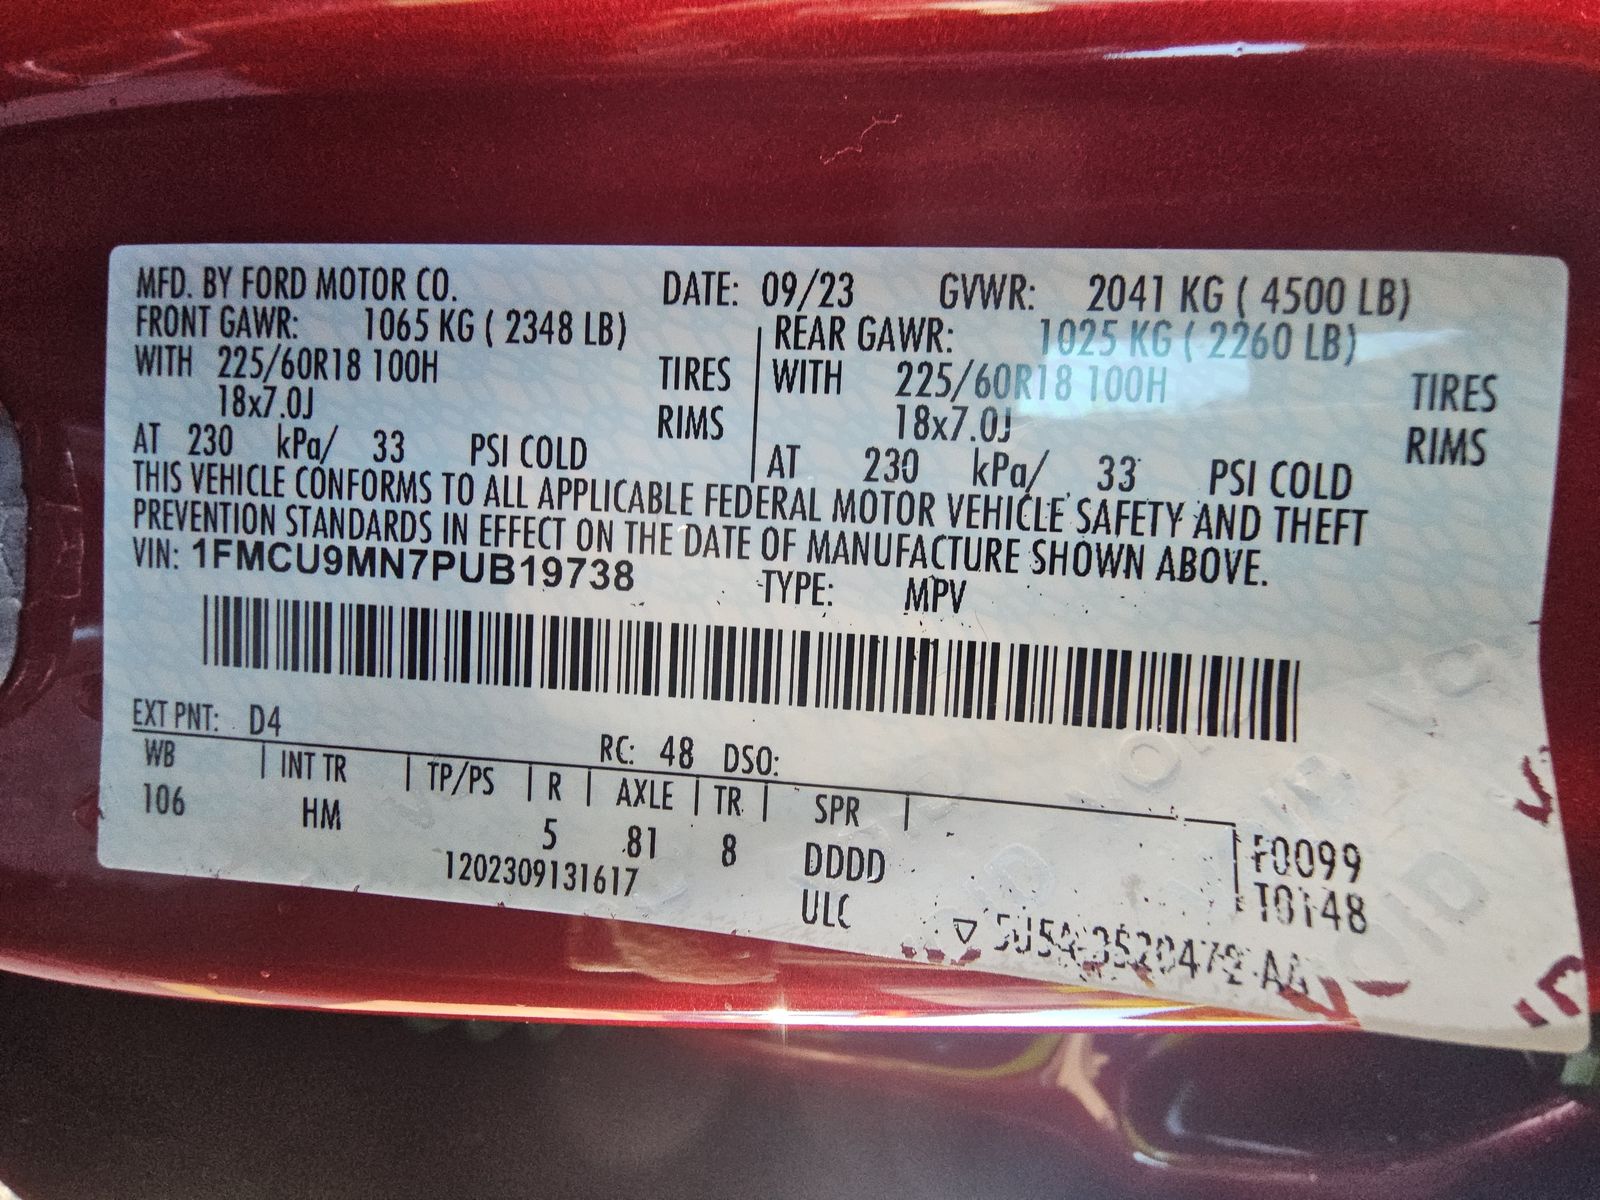 MFD. BY FORD MOTOR CO. DATE: 09/23 GVWR: 2041 KG ( 4500 LB)
FRONT GAWR: 1065 KG ( 2348 LB) REAR GAWR: 1025 KG ( 2260 LB)
WITH 225/60R18 100H TIRES WITH 225/60R18 100H TIRES
18x7.0J RIMS 18x7.0J RIMS
AT 230 kPa/ 33 PSI COLD AT 230 kPa/ 33 PSI COLD
THIS VEHICLE CONFORMS TO ALL APPLICABLE FEDERAL MOTOR VEHICLE SAFETY AND THEFT
PREVENTION STANDARDS IN EFFECT ON THE DATE OF MANUFACTURE SHOWN ABOVE.
VIN: 1FMCU9MN7PUB19738 TYPE: MPV
EXT PNT: D4 RC: 48 DSO:
WB INT TR TP/PS R AXLE TR SPR
106 HM 5 81 8 DDDD F0099
1202309131617 ULC T0148